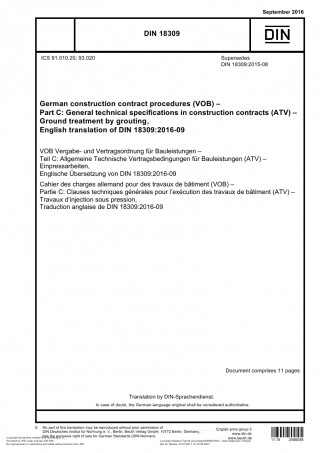 September 2016
DIN 18309
DIN
ICS 91.010.20; 93.020
Supersedes
DIN 18309:2015-08
German construction contract procedures (VOB) –
Part C: General technical specifications in construction contracts (ATV) –
Ground treatment by grouting,
English translation of DIN 18309:2016-09
VOB Vergabe- und Vertragsordnung für Bauleistungen –
Teil C: Allgemeine Technische Vertragsbedingungen für Bauleistungen (ATV) –
Einpressarbeiten,
Englische Übersetzung von DIN 18309:2016-09
Cahier des charges allemand pour des travaux de bâtiment (VOB) –
Partie C: Clauses techniques générales pour l'exécution des travaux de bâtiment (ATV) –
Travaux d'injection sous pression,
Traduction anglaise de DIN 18309:2016-09
Document comprises 11 pages
Translation by DIN-Sprachendienst.
In case of doubt, the German-language original shall be considered authoritative.
© No part of this translation may be reproduced without prior permission of
DIN Deutsches Institut für Normung e. V., Berlin. Beuth Verlag GmbH, 10772 Berlin, Germany,
has the exclusive right of sale for German Standards (DIN-Normen).
English price group 5
www.din.de
www.beuth.de